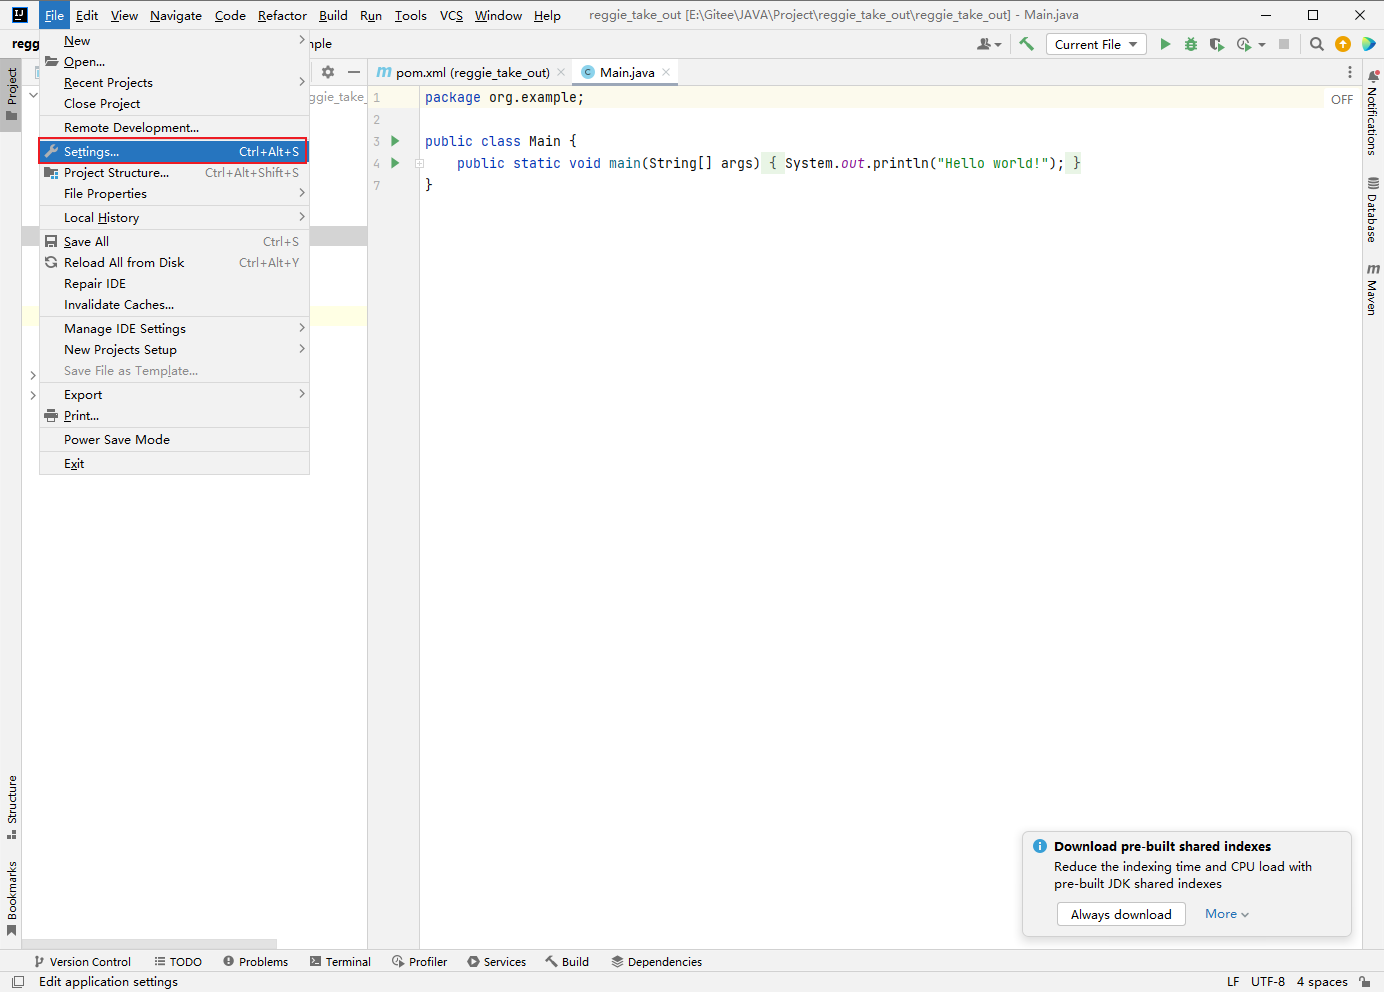 File Edit View Navigate Code Refactor Build Run Tools VCS Window Help reggie_take_out [E:\Gitee\JAVA\Project\reggie_take_out\reggie_take_out] - Main.java
regg
mple
Current File
New
Open...
Recent Projects
Close Project
Remote Development...
Settings... Ctrl+Alt+S
Project Structure... Ctrl+Alt+Shift+S
File Properties
Local History
Save All Ctrl+S
Reload All from Disk Ctrl+Alt+Y
Repair IDE
Invalidate Caches...
Manage IDE Settings
New Projects Setup
Save File as Template...
Export
Print...
Power Save Mode
Exit
Project
Structure
Bookmarks
ggie_take_
pom.xml (reggie_take_out) Main.java
1 package org.example;
2
3 public class Main {
4 public static void main(String[] args) { System.out.println("Hello world!"); }
7 }
OFF
Notifications
Database
Maven
Download pre-built shared indexes
Reduce the indexing time and CPU load with
pre-built JDK shared indexes
Always download More
Version Control TODO Problems Terminal Profiler Services Build Dependencies
Edit application settings LF UTF-8 4 spaces